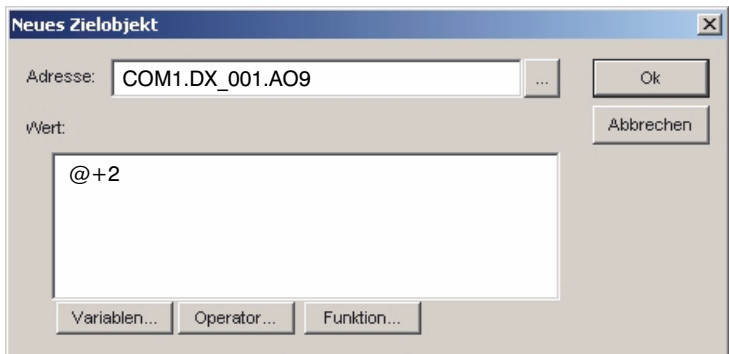 Neues Zielobjekt
Adresse: COM1.DX_001.AO9 ... Ok
Wert: Abbrechen
@+2
Variablen... Operator... Funktion...